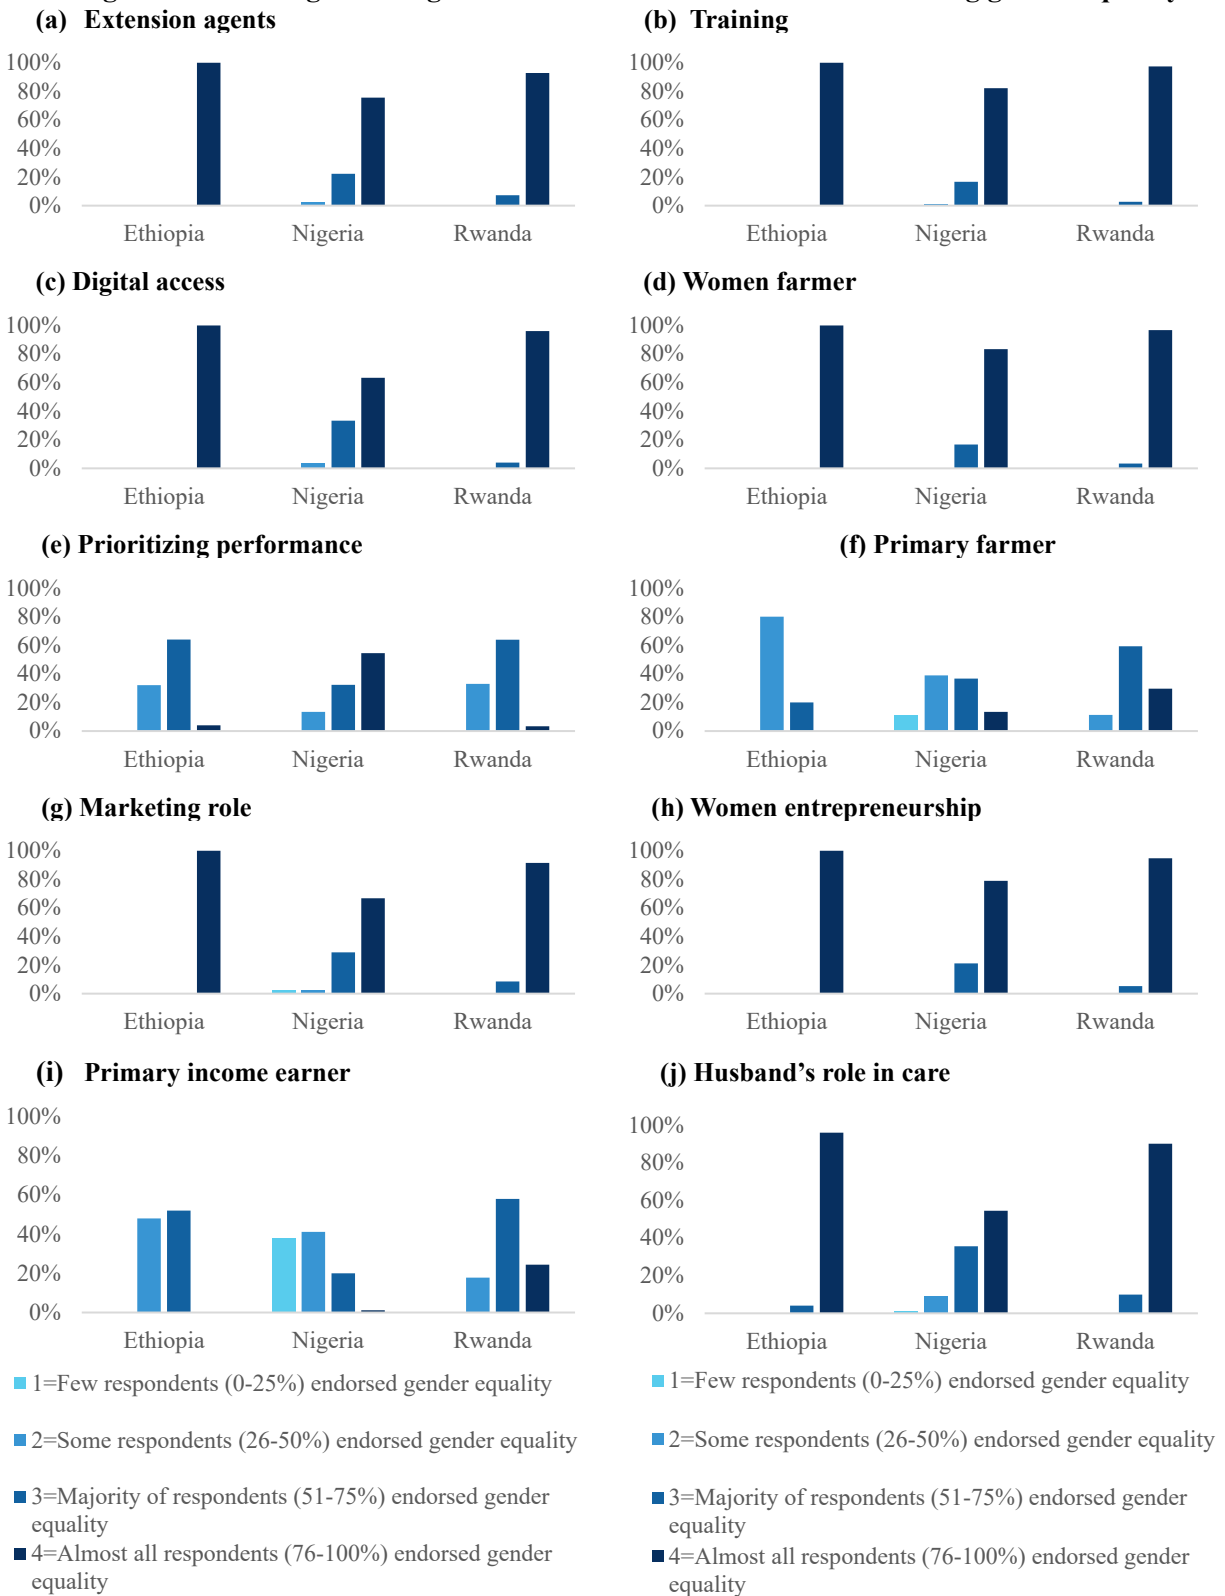 (a) Extension agents
100%
80%
60%
40%
20%
0%
Ethiopia Nigeria Rwanda
(b) Training
100%
80%
60%
40%
20%
0%
Ethiopia Nigeria Rwanda
(c) Digital access
100%
80%
60%
40%
20%
0%
Ethiopia Nigeria Rwanda
(d) Women farmer
100%
80%
60%
40%
20%
0%
Ethiopia Nigeria Rwanda
(e) Prioritizing performance
100%
80%
60%
40%
20%
0%
Ethiopia Nigeria Rwanda
(f) Primary farmer
100%
80%
60%
40%
20%
0%
Ethiopia Nigeria Rwanda
(g) Marketing role
100%
80%
60%
40%
20%
0%
Ethiopia Nigeria Rwanda
(h) Women entrepreneurship
100%
80%
60%
40%
20%
0%
Ethiopia Nigeria Rwanda
(i) Primary income earner
100%
80%
60%
40%
20%
0%
Ethiopia Nigeria Rwanda
1=Few respondents (0-25%) endorsed gender equality
2=Some respondents (26-50%) endorsed gender equality
3=Majority of respondents (51-75%) endorsed gender
equality
4=Almost all respondents (76-100%) endorsed gender
equality
(j) Husband’s role in care
100%
80%
60%
40%
20%
0%
Ethiopia Nigeria Rwanda
1=Few respondents (0-25%) endorsed gender equality
2=Some respondents (26-50%) endorsed gender equality
3=Majority of respondents (51-75%) endorsed gender
equality
4=Almost all respondents (76-100%) endorsed gender
equality